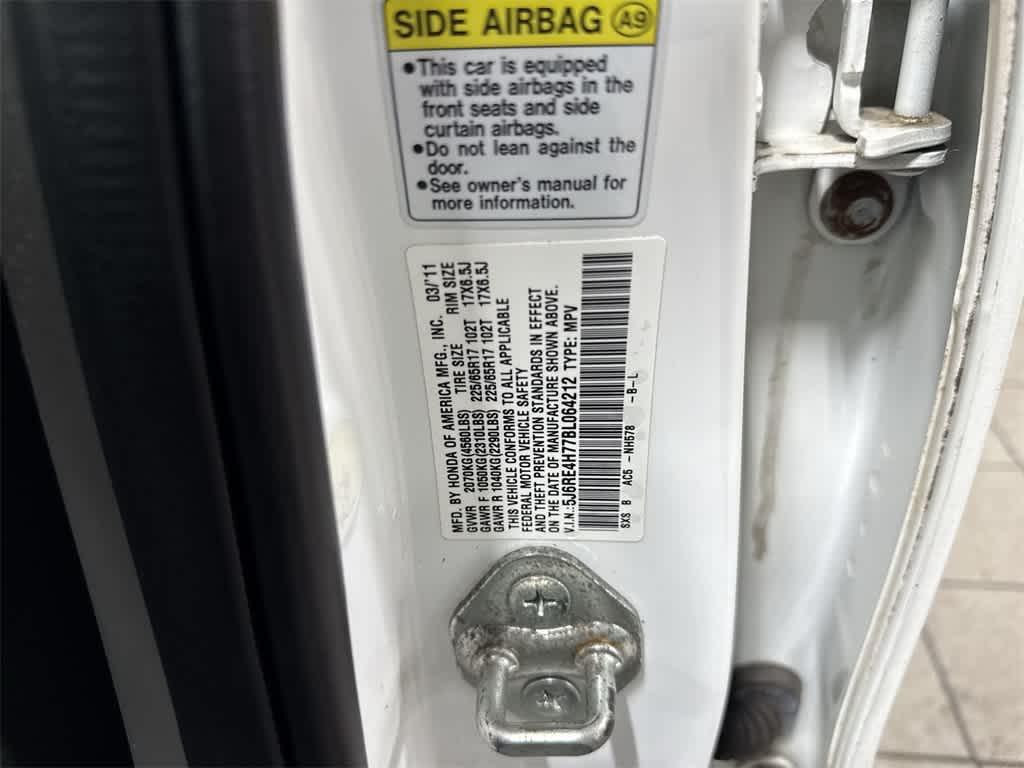 SIDE AIRBAG A9
•This car is equipped
with side airbags in the
front seats and side
curtain airbags.
•Do not lean against the
door.
•See owner's manual for
more information.
MFD. BY HONDA OF AMERICA MFG., INC. 03/'11
TIRE SIZE RIM SIZE
GVWR 2070KG(4560LBS)
GAWR F 1050KG(2310LBS) 225/65R17 102T 17X6.5J
GAWR R 1040KG(2290LBS) 225/65R17 102T 17X6.5J
THIS VEHICLE CONFORMS TO ALL APPLICABLE
FEDERAL MOTOR VEHICLE SAFETY
AND THEFT PREVENTION STANDARDS IN EFFECT
ON THE DATE OF MANUFACTURE SHOWN ABOVE.
V.I.N.:5J6RE4H77BL064212 TYPE: MPV
SXS B AC5 -NH578 -B-L